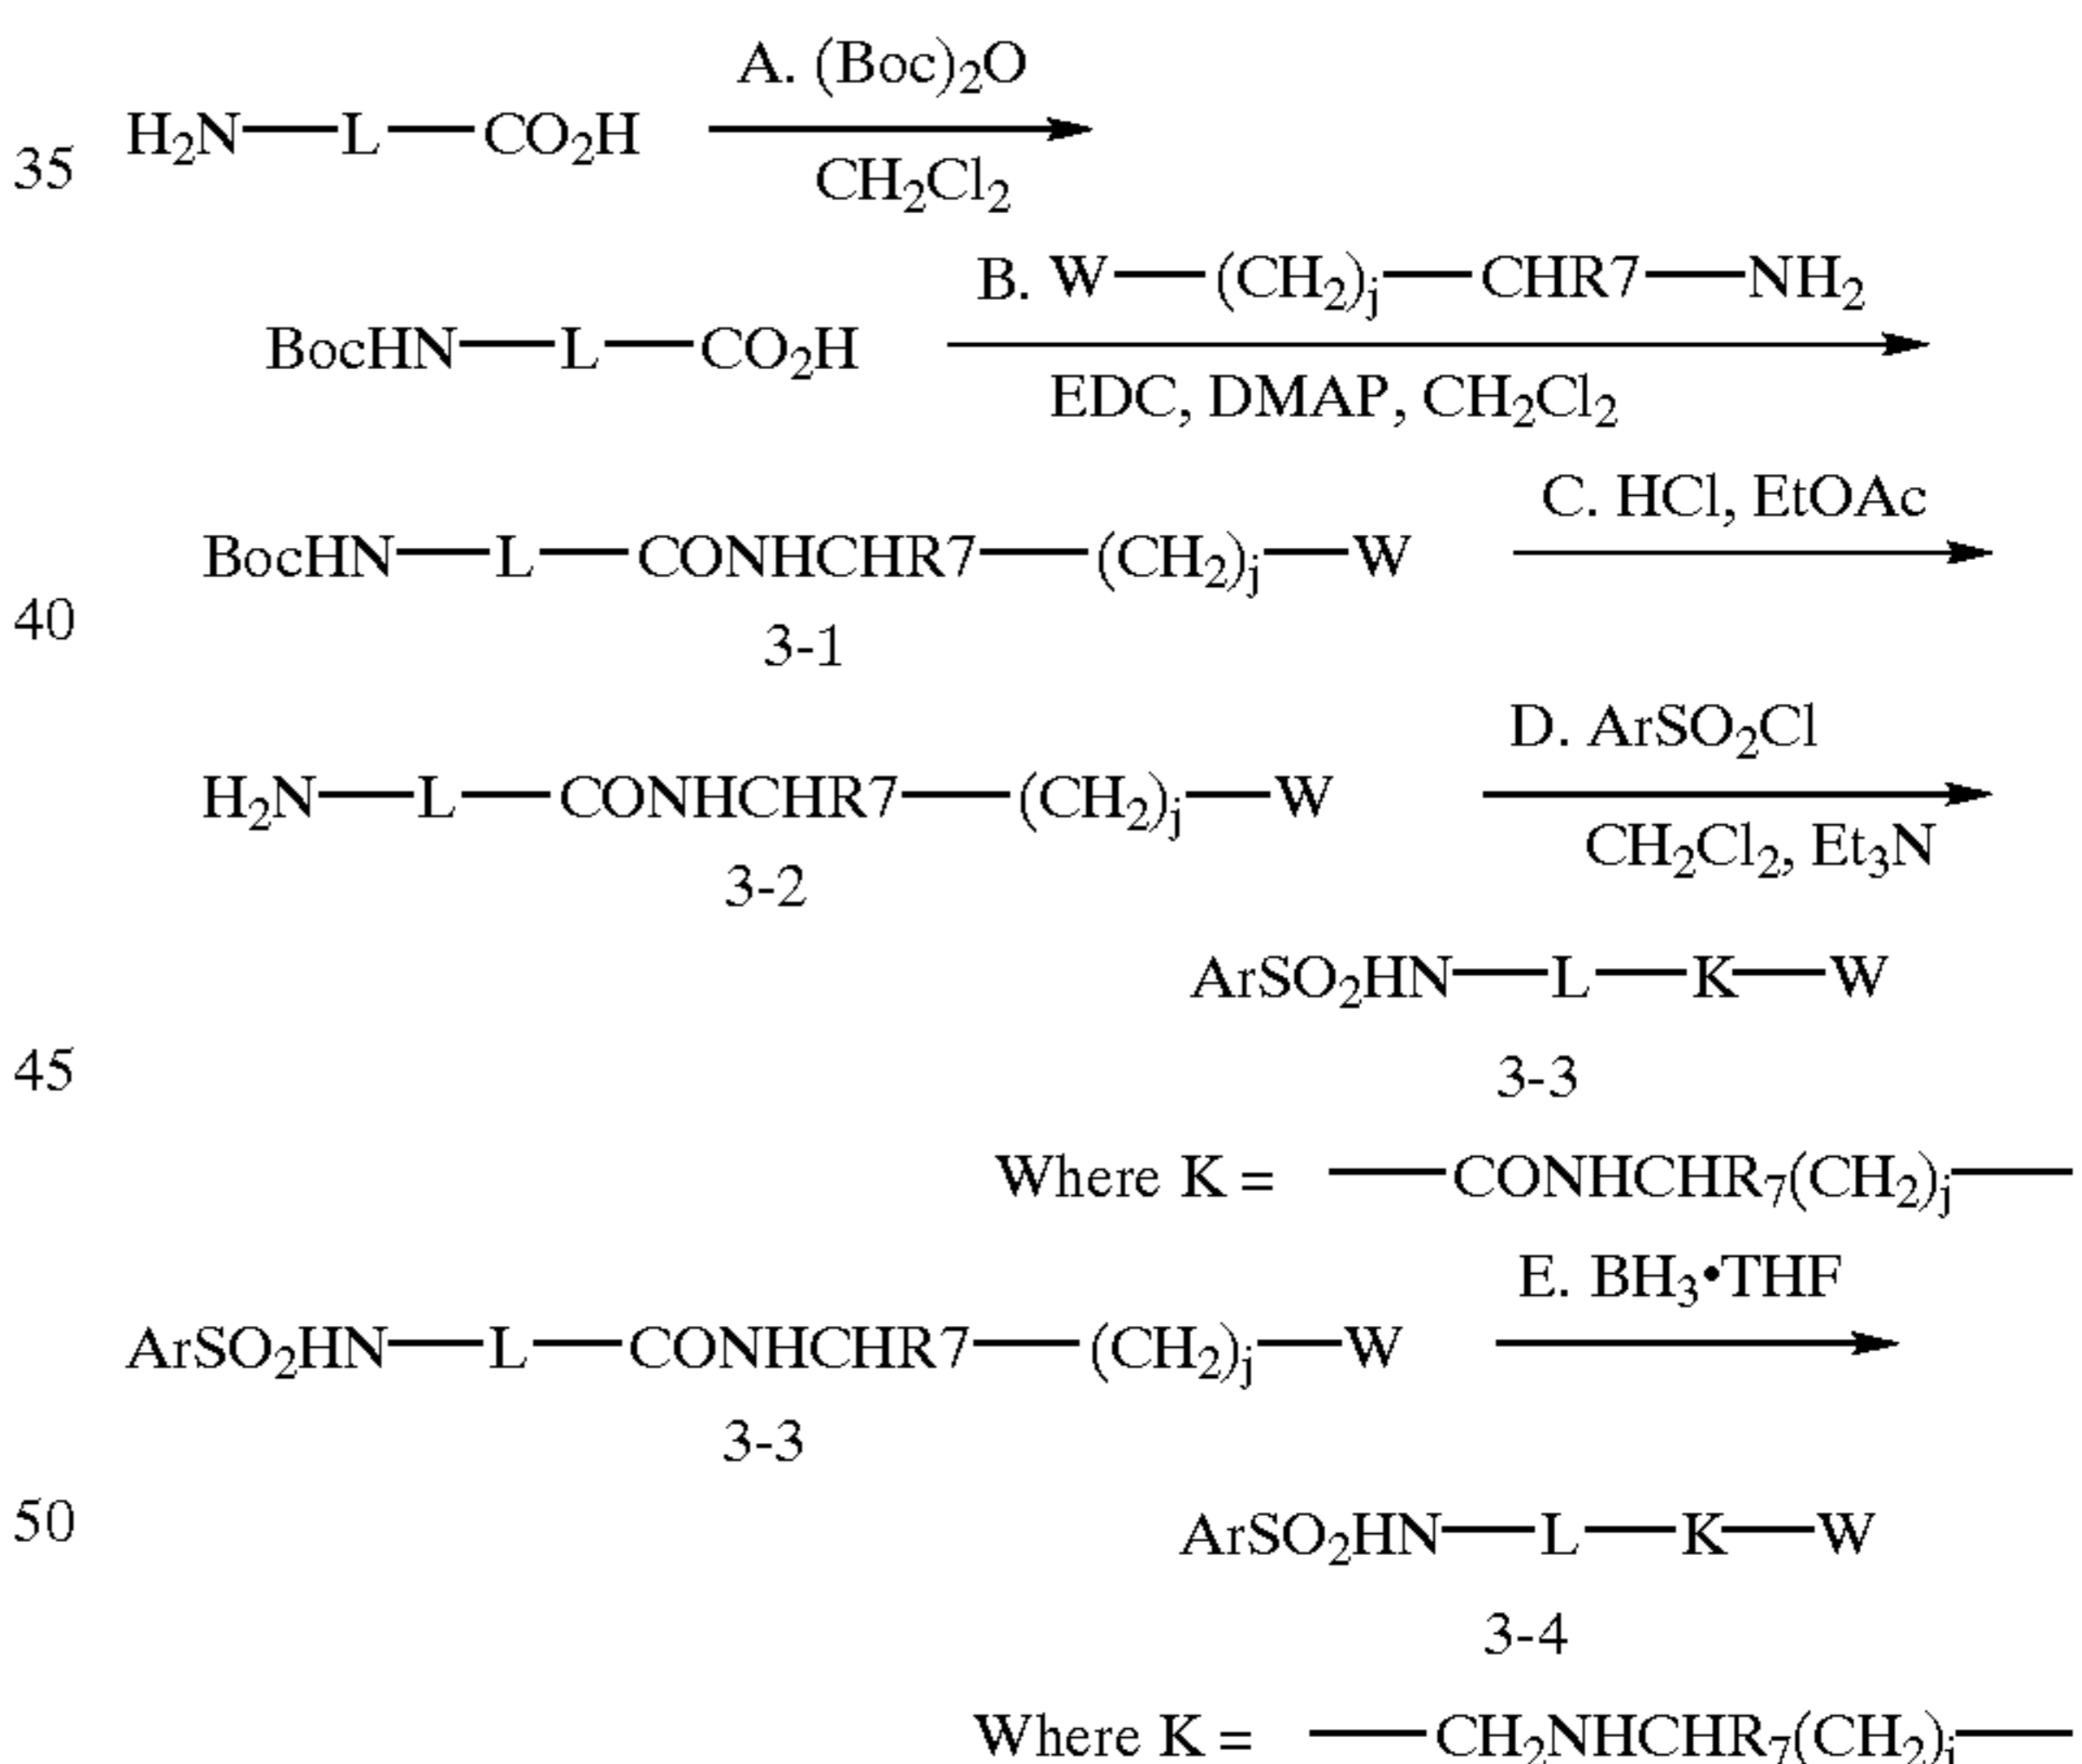 A. (Boc)₂O
35 H₂N—L—CO₂H
CH₂Cl₂
B. W—(CH₂)ⱼ—CHR7—NH₂
BocHN—L—CO₂H
EDC, DMAP, CH₂Cl₂
C. HCl, EtOAc
BocHN—L—CONHCHR7—(CH₂)ⱼ—W
40
3-1
D. ArSO₂Cl
H₂N—L—CONHCHR7—(CH₂)ⱼ—W
CH₂Cl₂, Et₃N
3-2
ArSO₂HN—L—K—W
45
3-3
Where K = —CONHCHR₇(CH₂)ⱼ—
E. BH₃•THF
ArSO₂HN—L—CONHCHR7—(CH₂)ⱼ—W
3-3
50
ArSO₂HN—L—K—W
3-4
Where K = —CH₂NHCHR₇(CH₂)ⱼ—